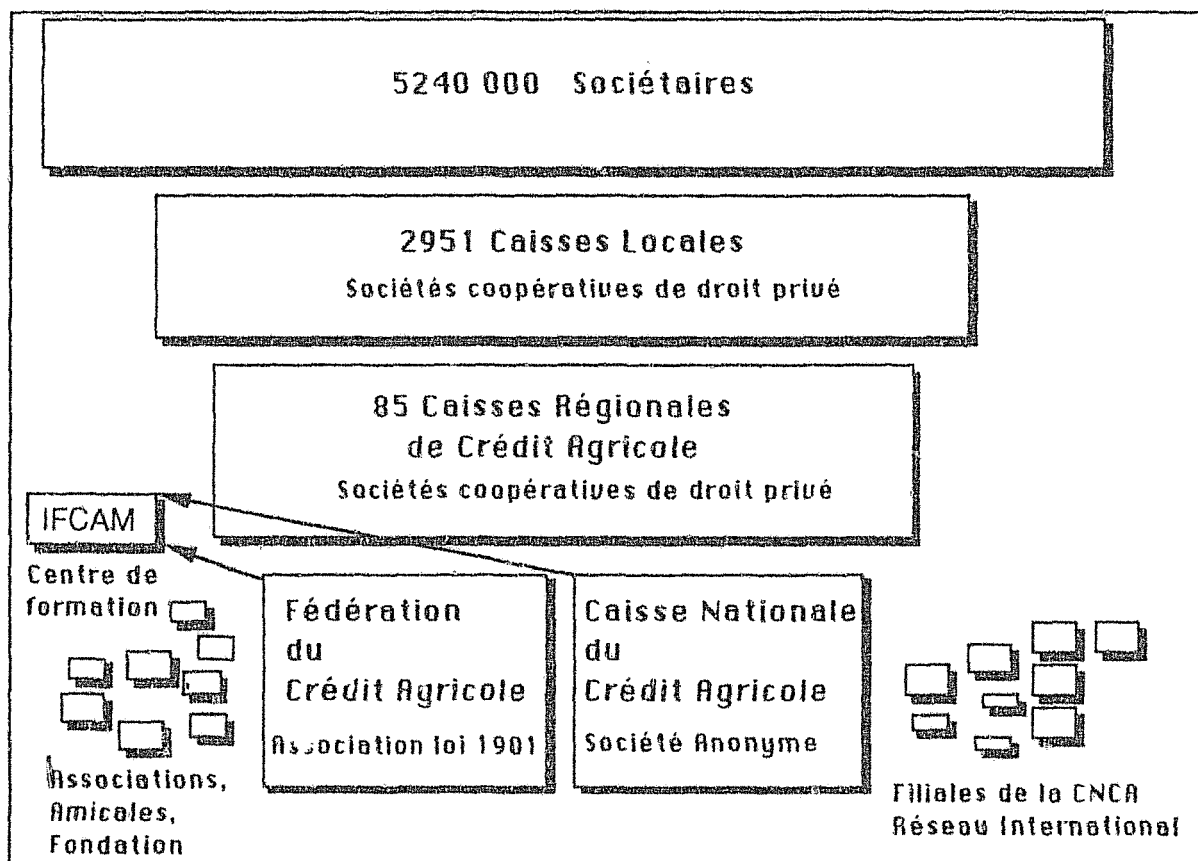 5240 000 Sociétaires
2951 Caisses Locales
Sociétés coopératives de droit privé
85 Caisses Régionales
de Crédit Agricole
Sociétés coopératives de droit privé
IFCAM
Centre de
formation
Fédération
du
Crédit Agricole
Association loi 1901
Caisse Nationale
du
Crédit Agricole
Société Anonyme
Associations,
Amicales,
Fondation
Filiales de la CNCA
Réseau International